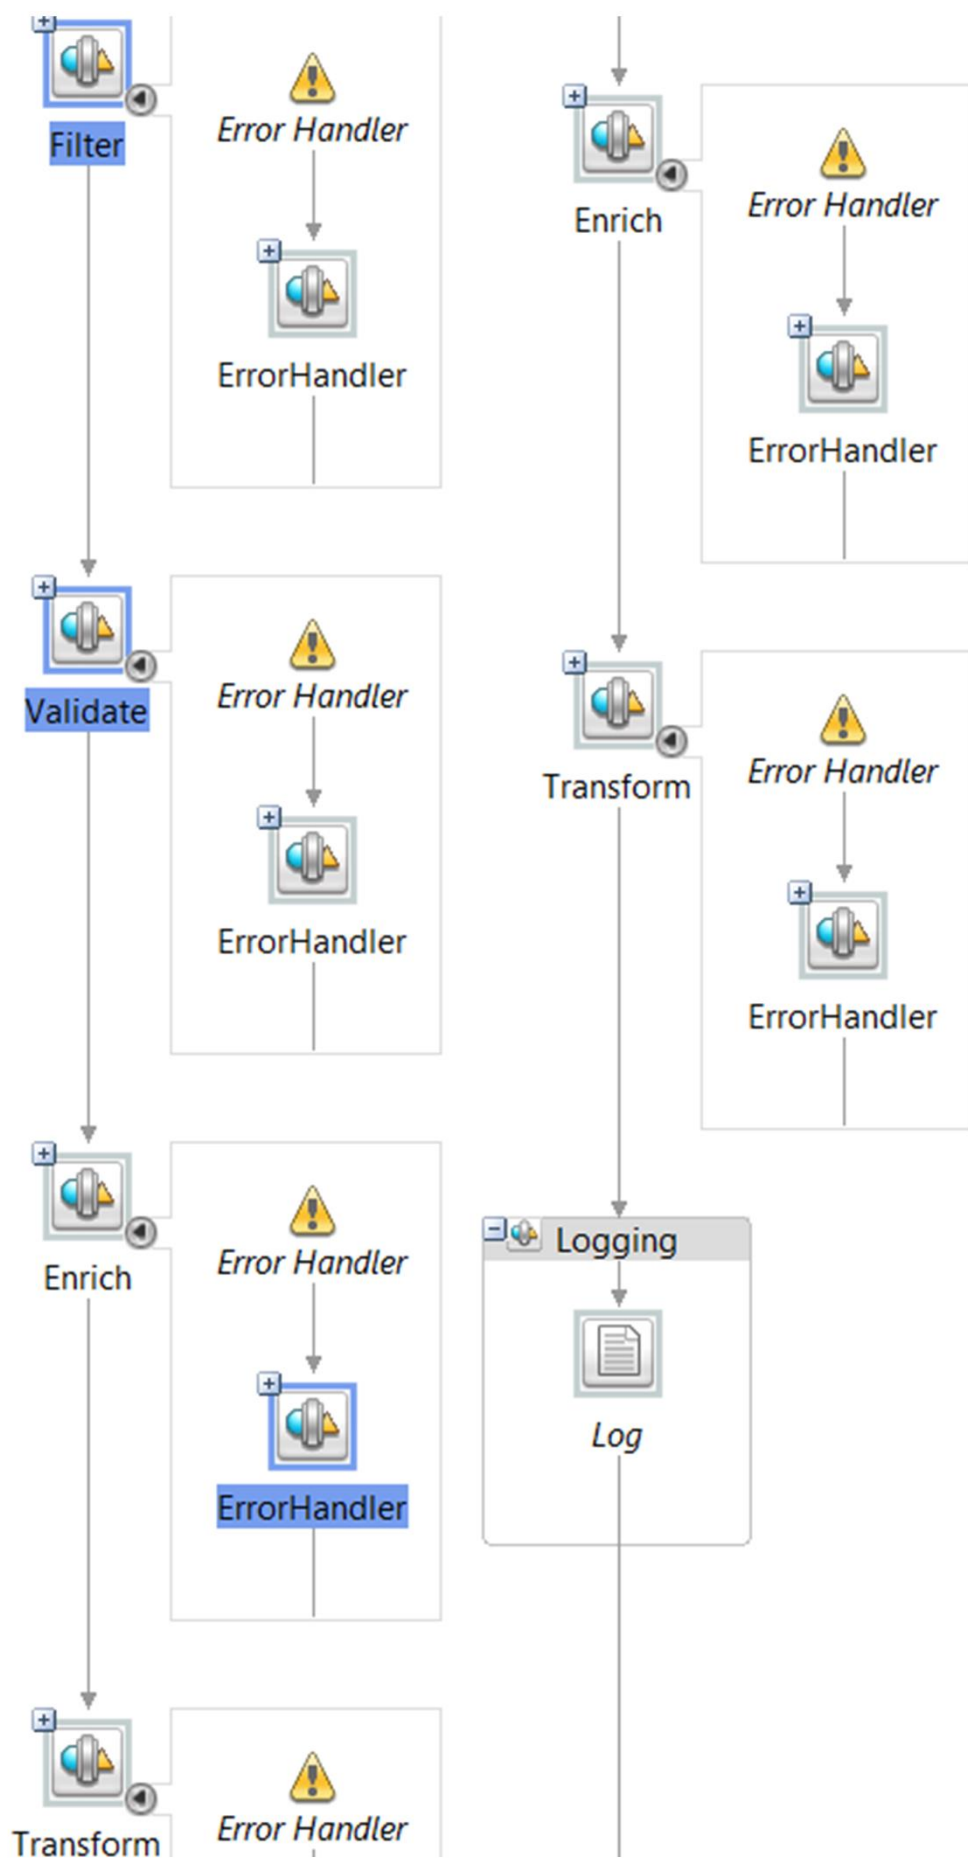 Filter
Error Handler
ErrorHandler
Validate
Error Handler
ErrorHandler
Enrich
Error Handler
ErrorHandler
Transform
Error Handler
Enrich
Error Handler
ErrorHandler
Transform
Error Handler
ErrorHandler
Logging
Log